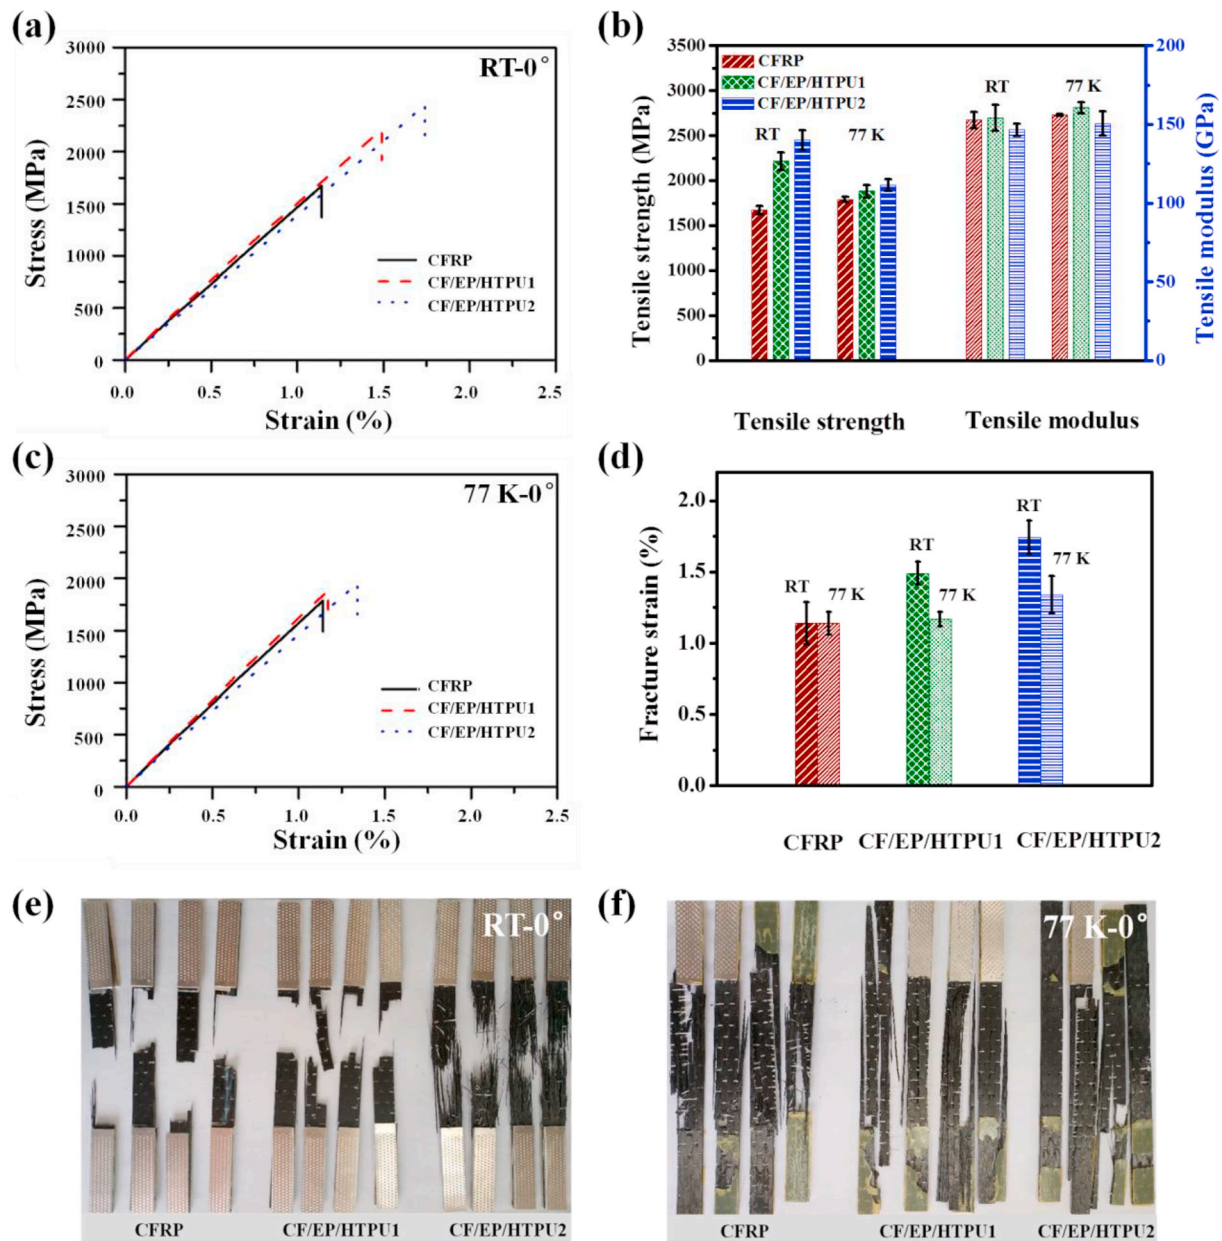 (a)
3000
2500
2000
1500
1000
500
0
Stress (MPa)
RT-0°
CFRP
CF/EP/HTPU1
CF/EP/HTPU2
0.0 0.5 1.0 1.5 2.0 2.5
Strain (%)
(b)
3500
3000
2500
2000
1500
1000
500
0
Tensile strength (MPa)
CFRP
CF/EP/HTPU1
CF/EP/HTPU2
RT
77 K
RT
77 K
200
150
100
50
0
Tensile modulus (GPa)
Tensile strength Tensile modulus
(c)
3000
2500
2000
1500
1000
500
0
Stress (MPa)
77 K-0°
CFRP
CF/EP/HTPU1
CF/EP/HTPU2
0.0 0.5 1.0 1.5 2.0 2.5
Strain (%)
(d)
2.0
1.5
1.0
0.5
0.0
Fracture strain (%)
RT
77 K
RT
77 K
RT
77 K
CFRP CF/EP/HTPU1 CF/EP/HTPU2
(e)
RT-0°
CFRP CF/EP/HTPU1 CF/EP/HTPU2
(f)
77 K-0°
CFRP CF/EP/HTPU1 CF/EP/HTPU2